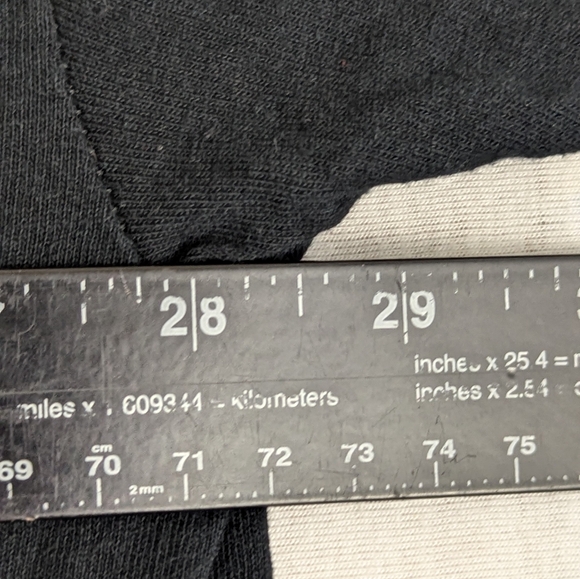 28 29
inches x 25 4 =
miles x . 609344 = kilometers
inches x 2.54 =
cm
69 70 71 72 73 74 75
2mm